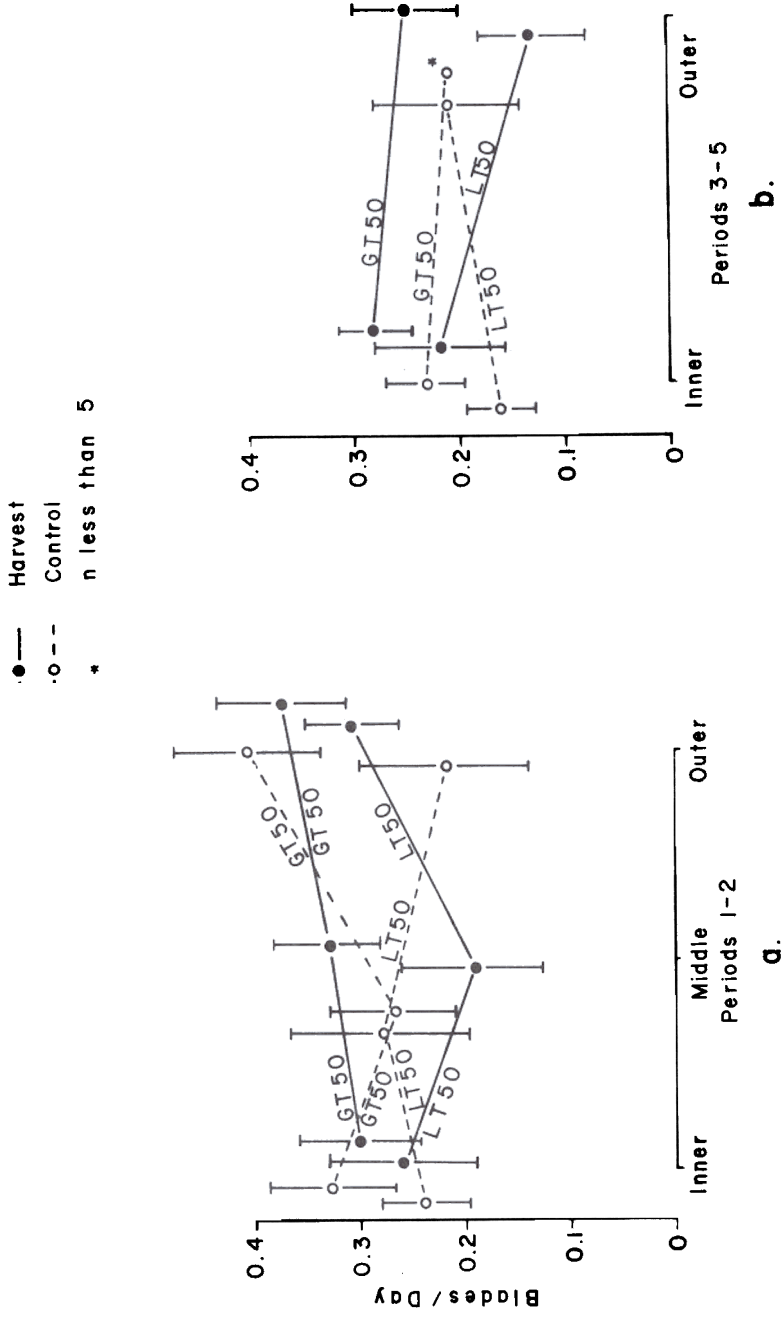 Harvest
Control
* n less than 5
Blades / Day
0.4
0.3
0.2
0.1
0
GT50
GT50
GT50
GT50
LT50
LT50
LT50
LT50
Inner
Middle
Outer
Periods 1-2
a.
0.4
0.3
0.2
0.1
0
GT50
GT50
LT50
LT50
*
Inner
Outer
Periods 3-5
b.